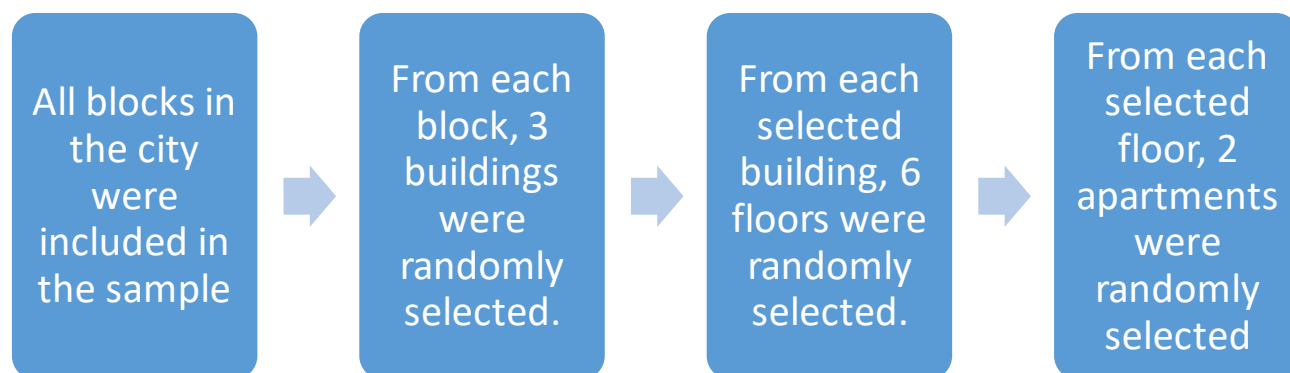 All blocks in
the city
were
included in
the sample
From each
block, 3
buildings
were
randomly
selected.
From each
selected
building, 6
floors were
randomly
selected.
From each
selected
floor, 2
apartments
were
randomly
selected